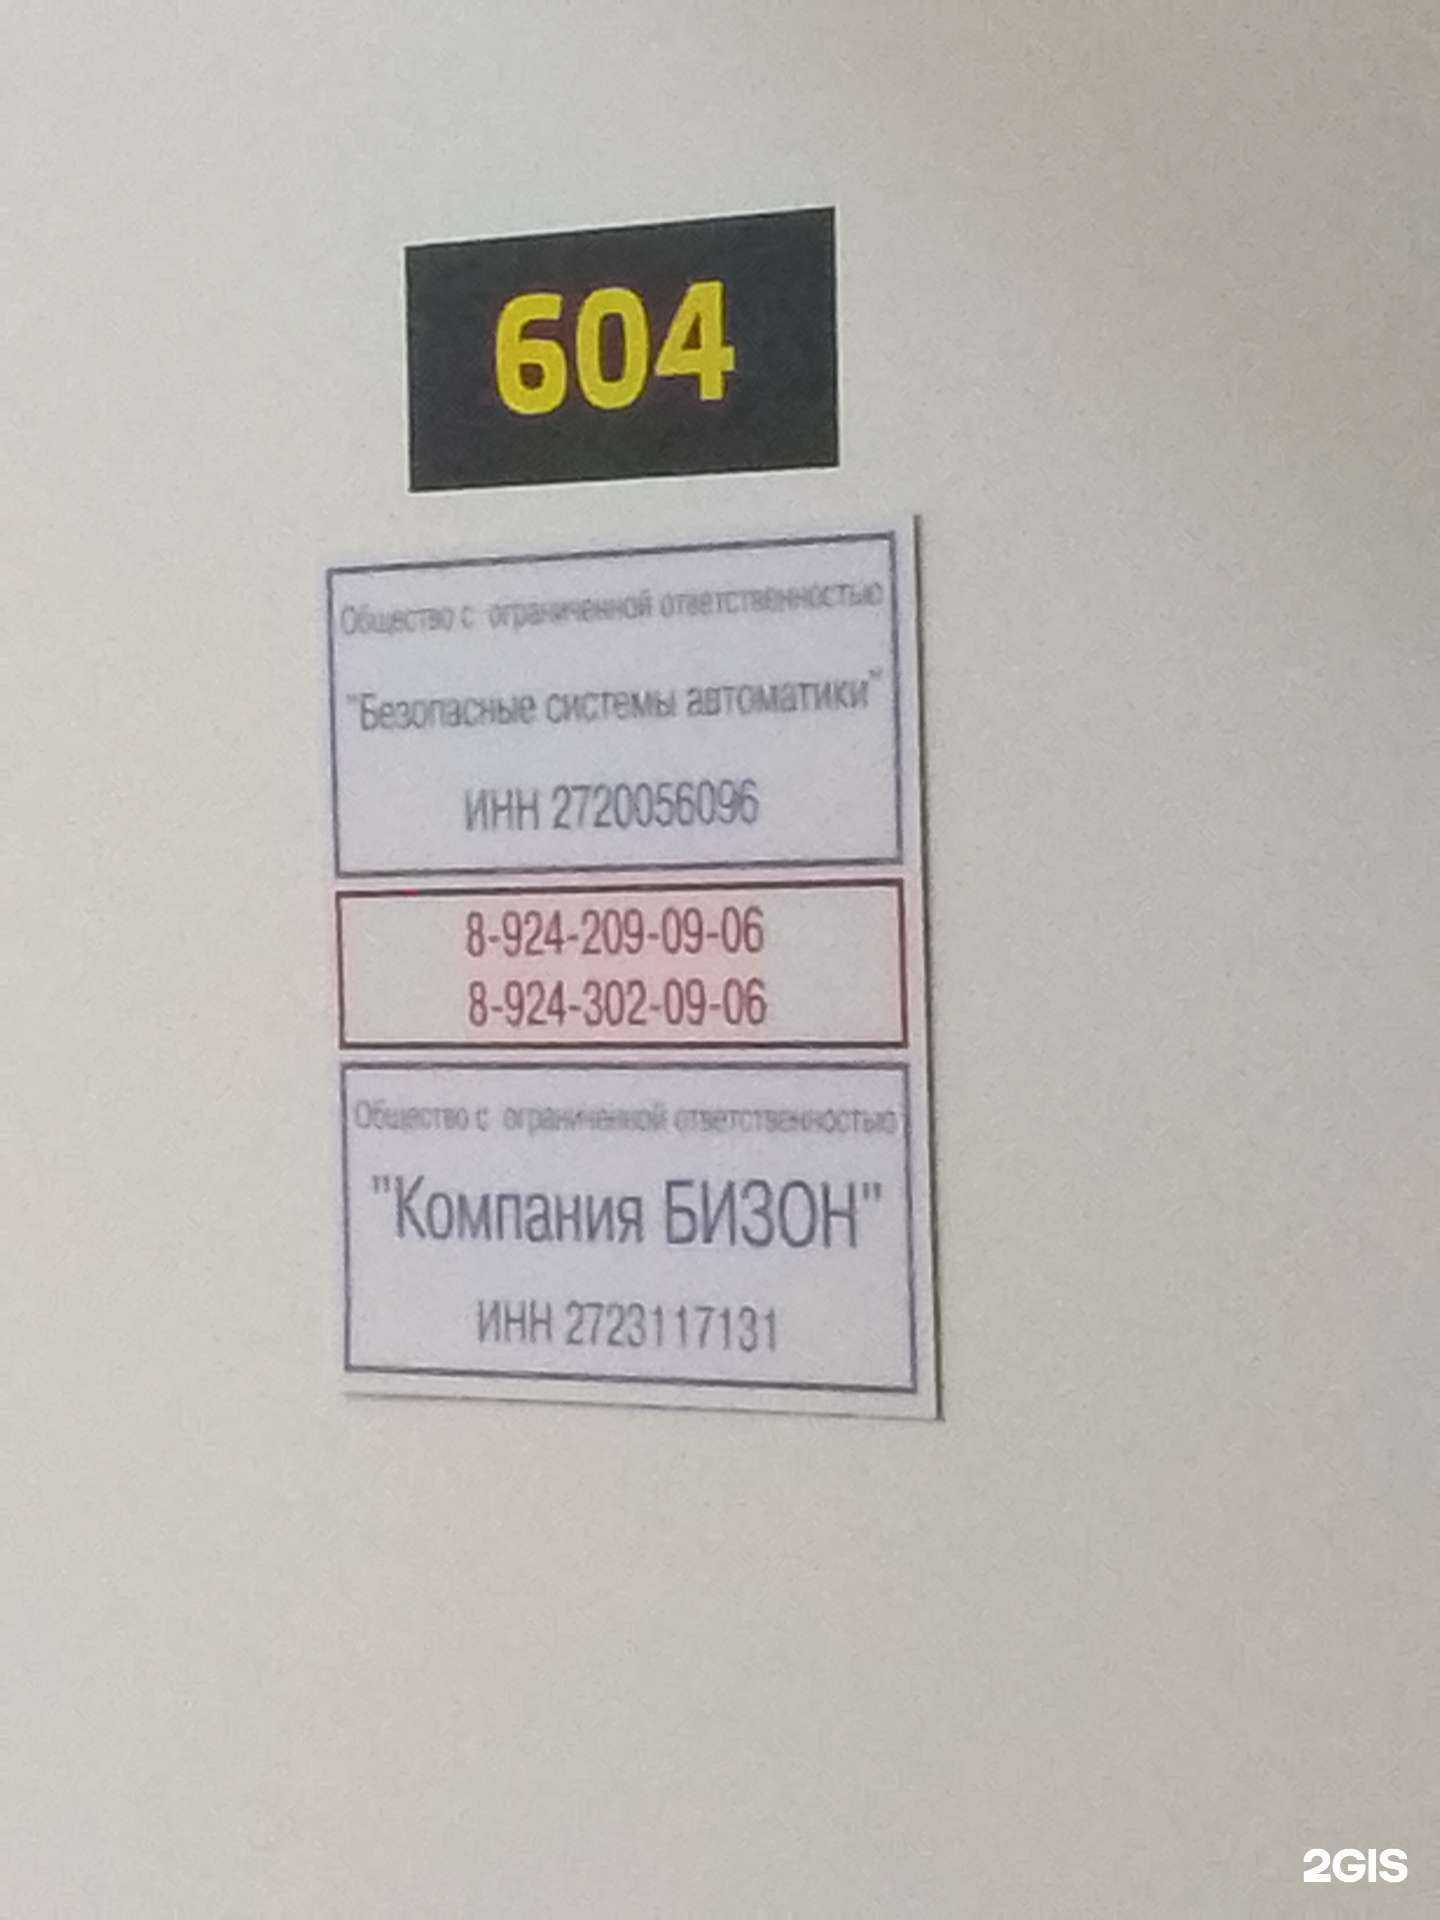 604
Общество с ограниченной ответственностью
"Безопасные системы автоматики"
ИНН 2720056096
8-924-209-09-06
8-924-302-09-06
Общество с ограниченной ответственностью
"Компания БИЗОН"
ИНН 2723117131
2GIS